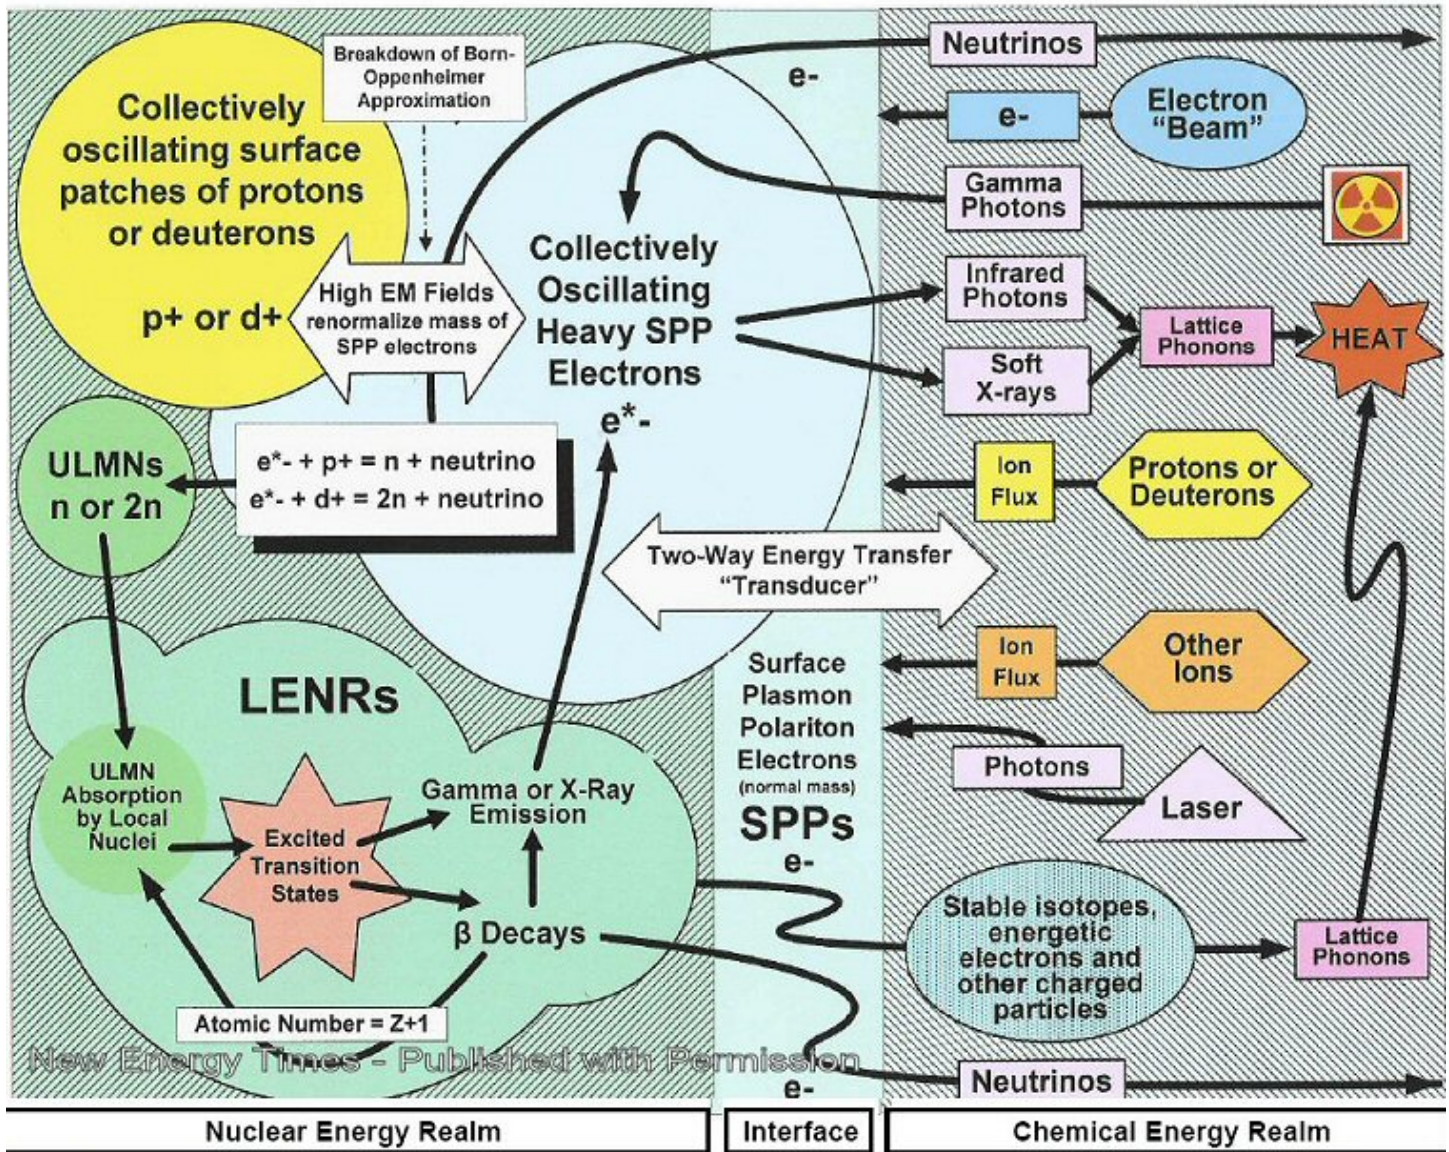 Breakdown of Born-
Oppenheimer
Approximation
Collectively
oscillating surface
patches of protons
or deuterons
p+ or d+
High EM Fields
renormalize mass of
SPP electrons
Collectively
Oscillating
Heavy SPP
Electrons
e*-
e-
Neutrinos
e-
Electron
“Beam”
Gamma
Photons
Infrared
Photons
Soft
X-rays
Lattice
Phonons
HEAT
ULMNs
n or 2n
e*- + p+ = n + neutrino
e*- + d+ = 2n + neutrino
Ion
Flux
Protons or
Deuterons
Two-Way Energy Transfer
“Transducer”
Ion
Flux
Other
Ions
LENRs
ULMN
Absorption
by Local
Nuclei
Excited
Transition
States
Gamma or X-Ray
Emission
β Decays
Atomic Number = Z+1
Surface
Plasmon
Polariton
Electrons
(normal mass)
SPPs
e-
Photons
Laser
Stable isotopes,
energetic
electrons and
other charged
particles
Lattice
Phonons
New Energy Times - Published with Permission
e-
Neutrinos
Nuclear Energy Realm
Interface
Chemical Energy Realm